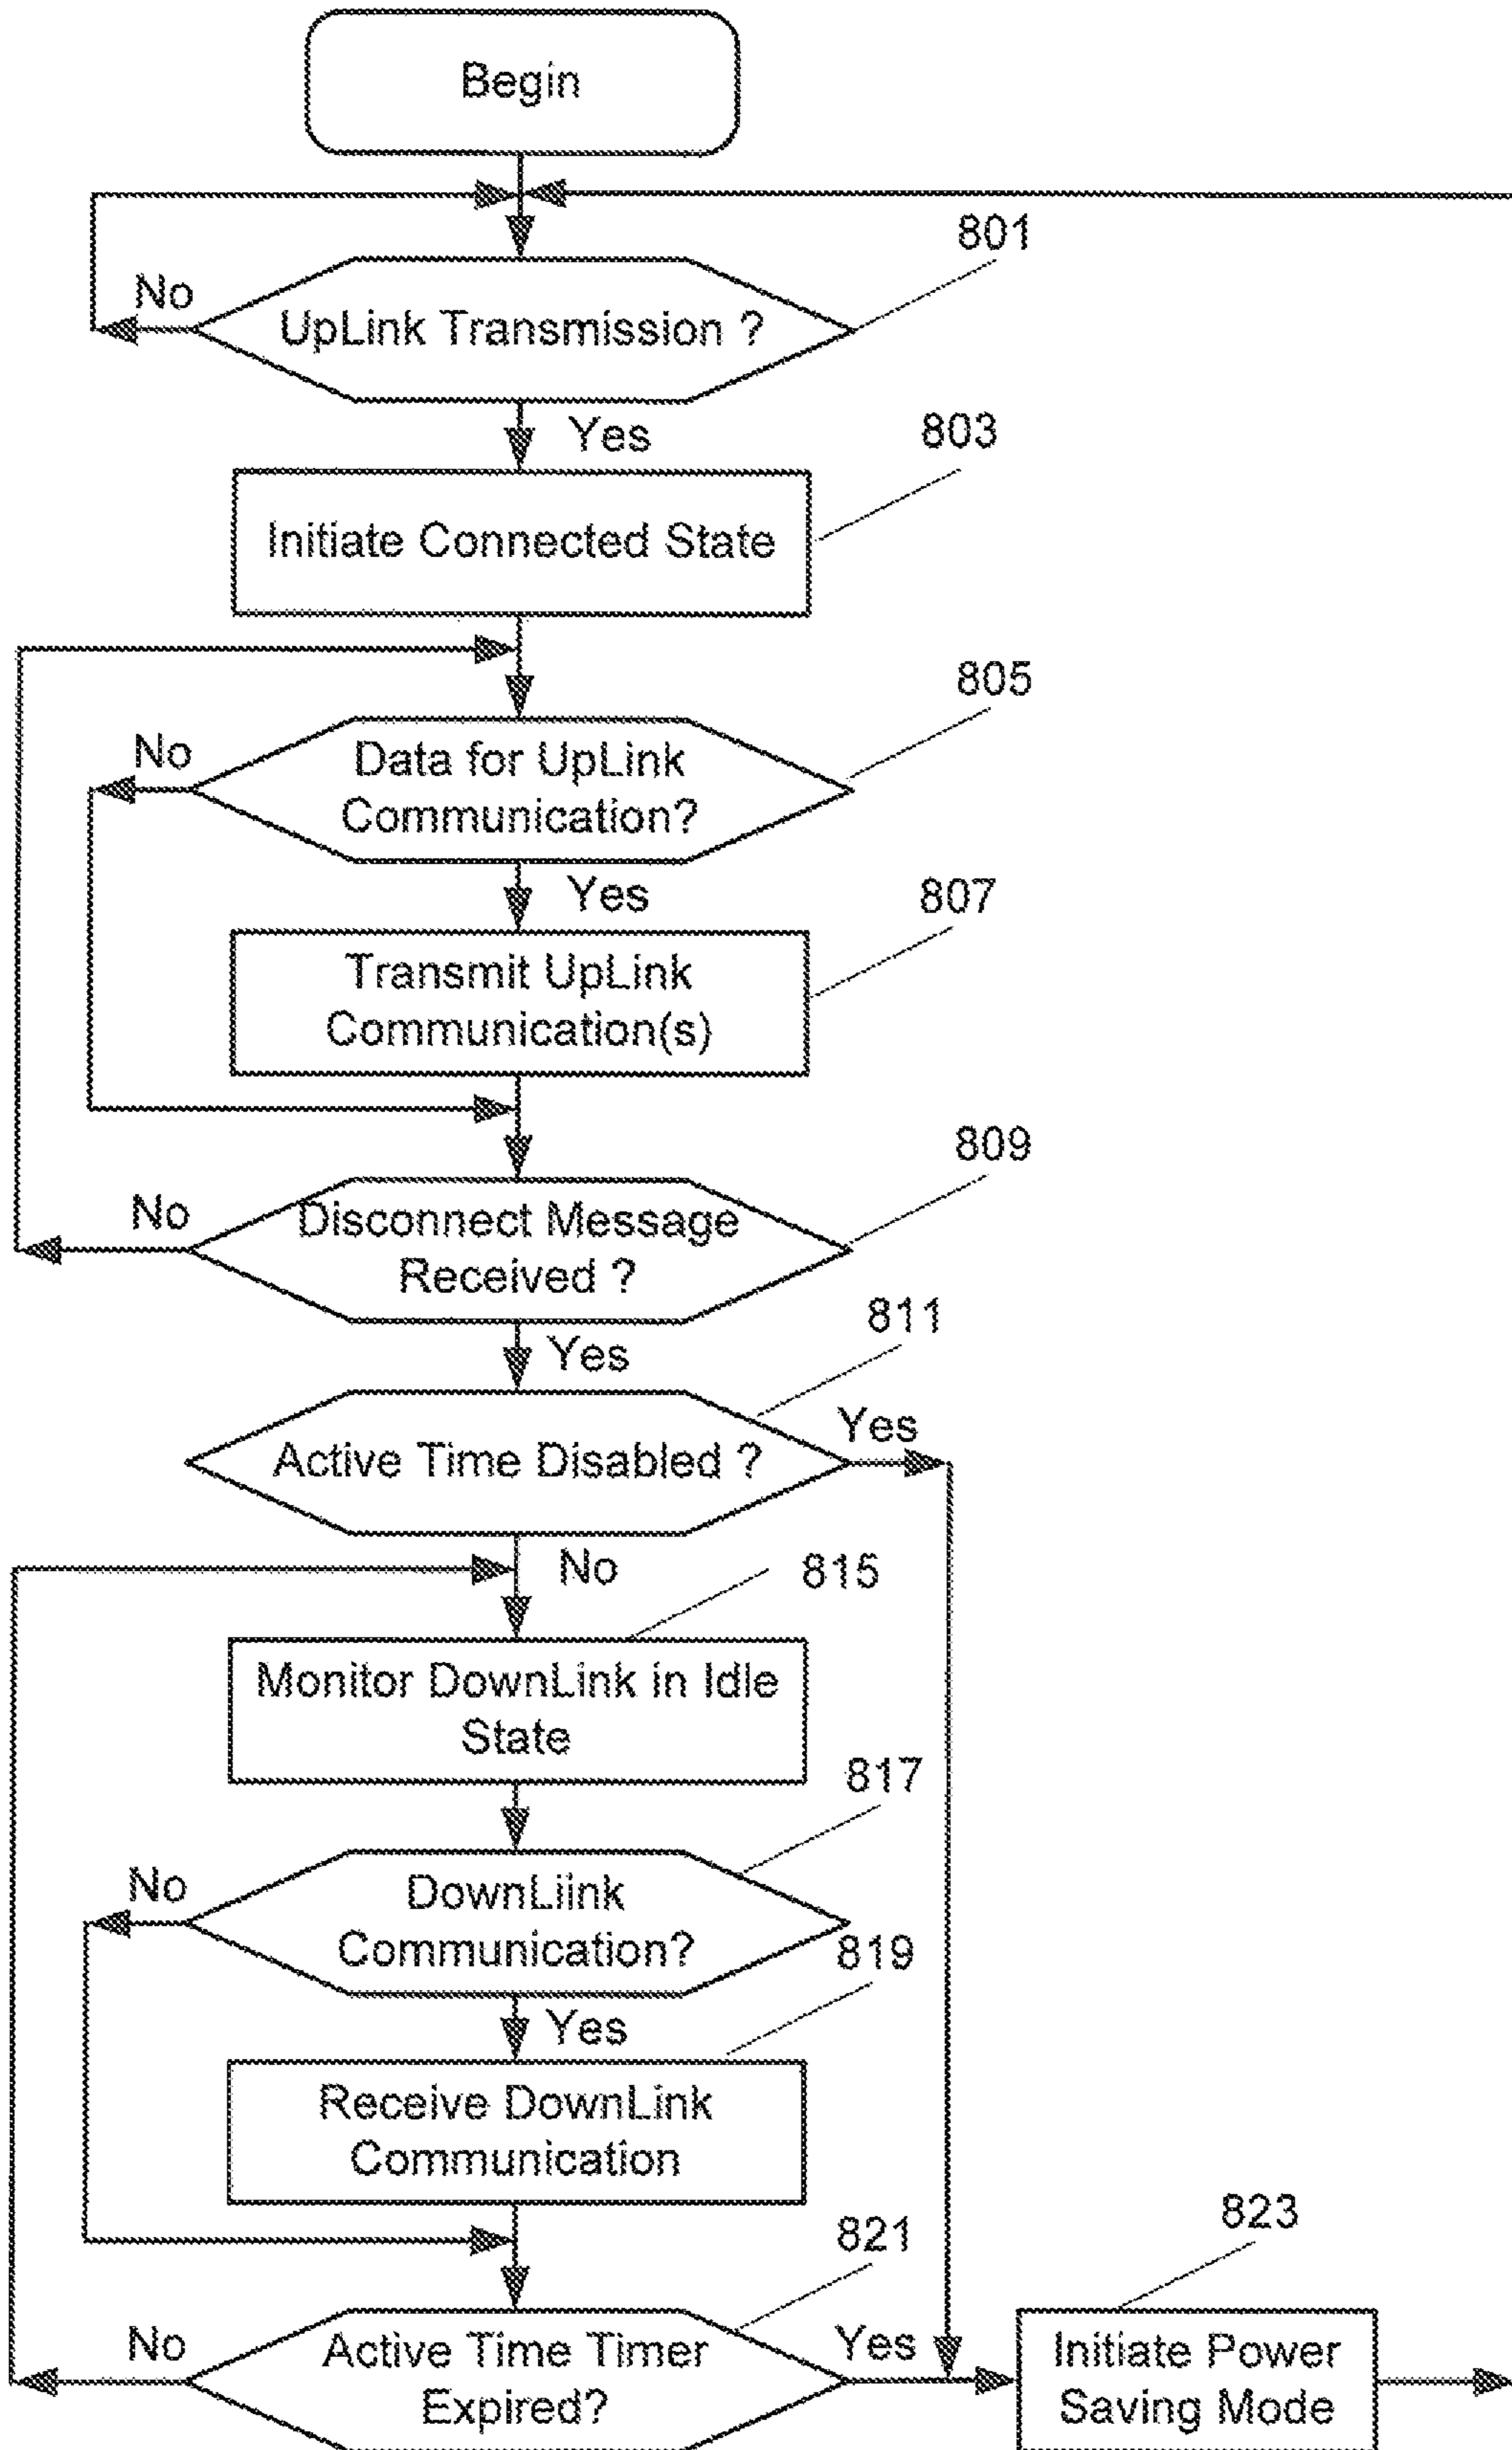 Begin
801
No
UpLink Transmission ?
Yes
803
Initiate Connected State
805
No
Data for UpLink
Communication?
Yes
807
Transmit UpLink
Communication(s)
809
No
Disconnect Message
Received ?
Yes
811
Yes
Active Time Disabled ?
No
815
Monitor DownLink in Idle
State
817
No
DownLiink
Communication?
819
Yes
Receive DownLink
Communication
821
823
No
Active Time Timer
Expired?
Yes
Initiate Power
Saving Mode